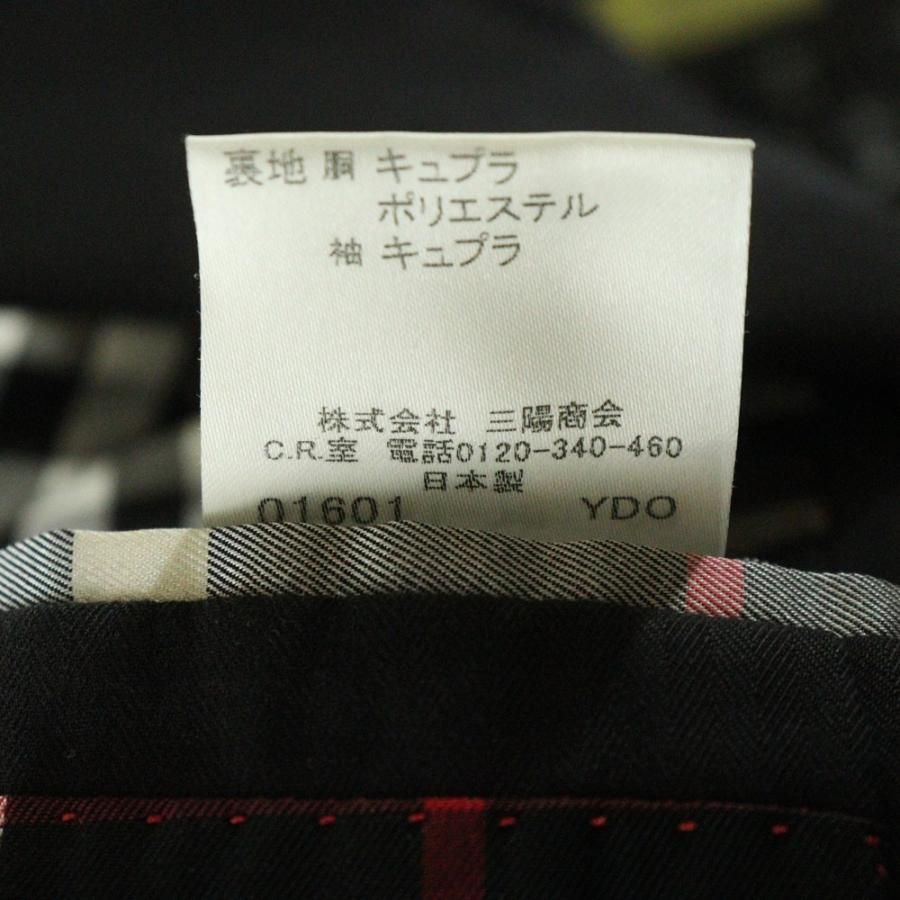 裏地 胴 キュプラ
ポリエステル
袖 キュプラ
株式会社 三陽商会
C.R.室 電話0120-340-460
日本製
01601 YDO